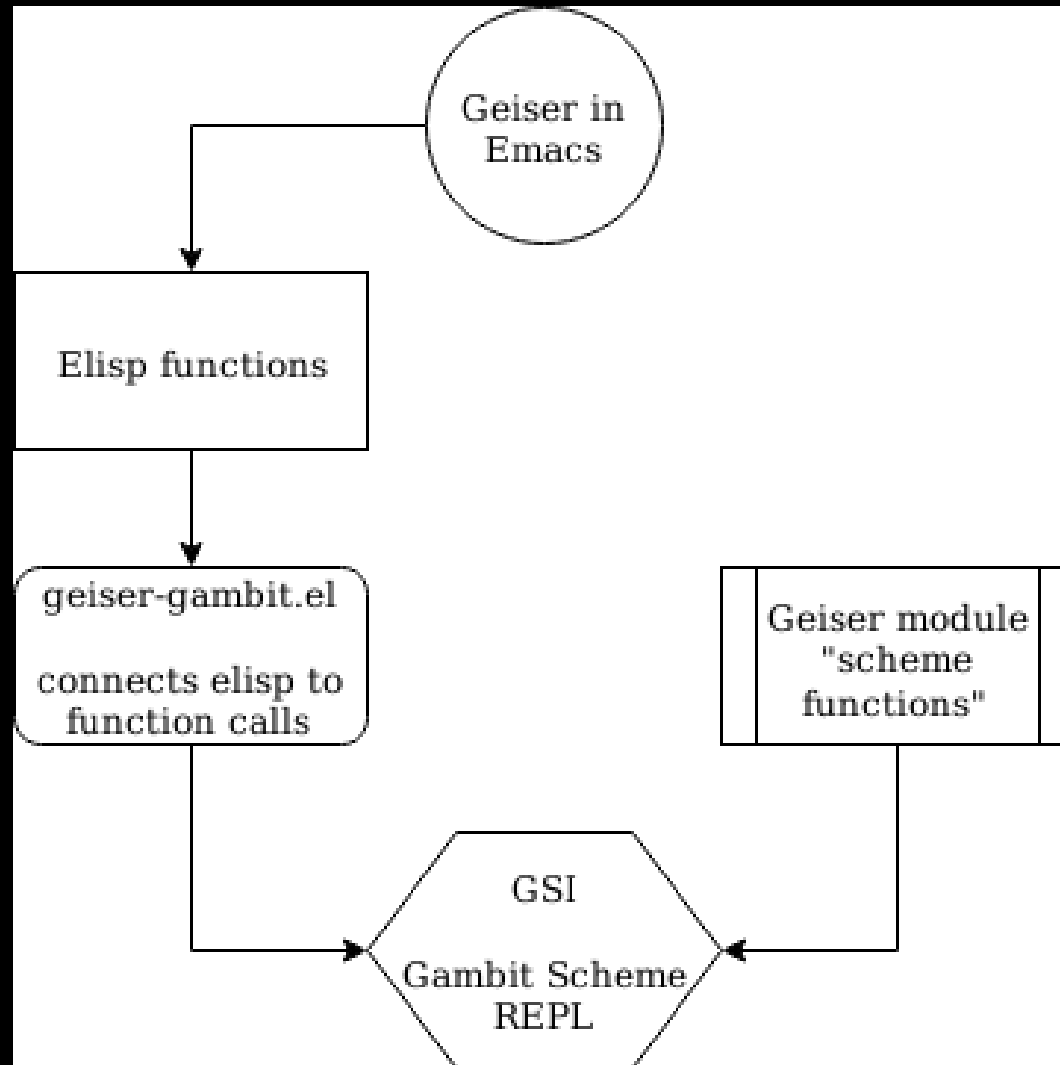 Geiser in
Emacs
Elisp functions
geiser-gambit.el
connects elisp to
function calls
Geiser module
"scheme
functions"
GSI
Gambit Scheme
REPL